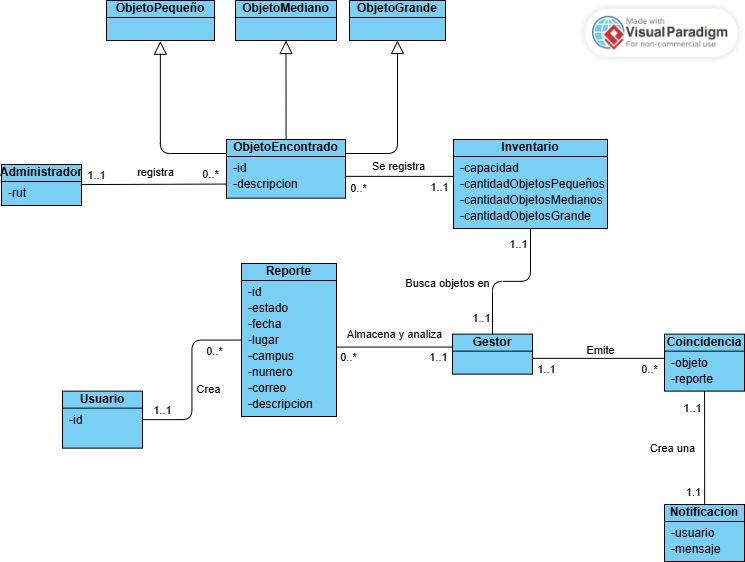 ObjetoPequeño
ObjetoMediano
ObjetoGrande
Made with
VisualParadigm
For non-commercial use
ObjetoEncontrado
-id
-descripcion
Inventario
-capacidad
-cantidadObjetosPequeños
-cantidadObjetosMedianos
-cantidadObjetosGrande
Administrador
-rut
1..1
registra
0..*
Se registra
0..*
1..1
1..1
Busca objetos en
1..1
Reporte
-id
-estado
-fecha
-lugar
-campus
-numero
-correo
-descripcion
Almacena y analiza
0..*
1..1
Gestor
Emite
1..1
0..*
Coincidencia
-objeto
-reporte
0..*
Crea
1..1
Usuario
-id
1..1
Crea una
1.1
Notificacion
-usuario
-mensaje